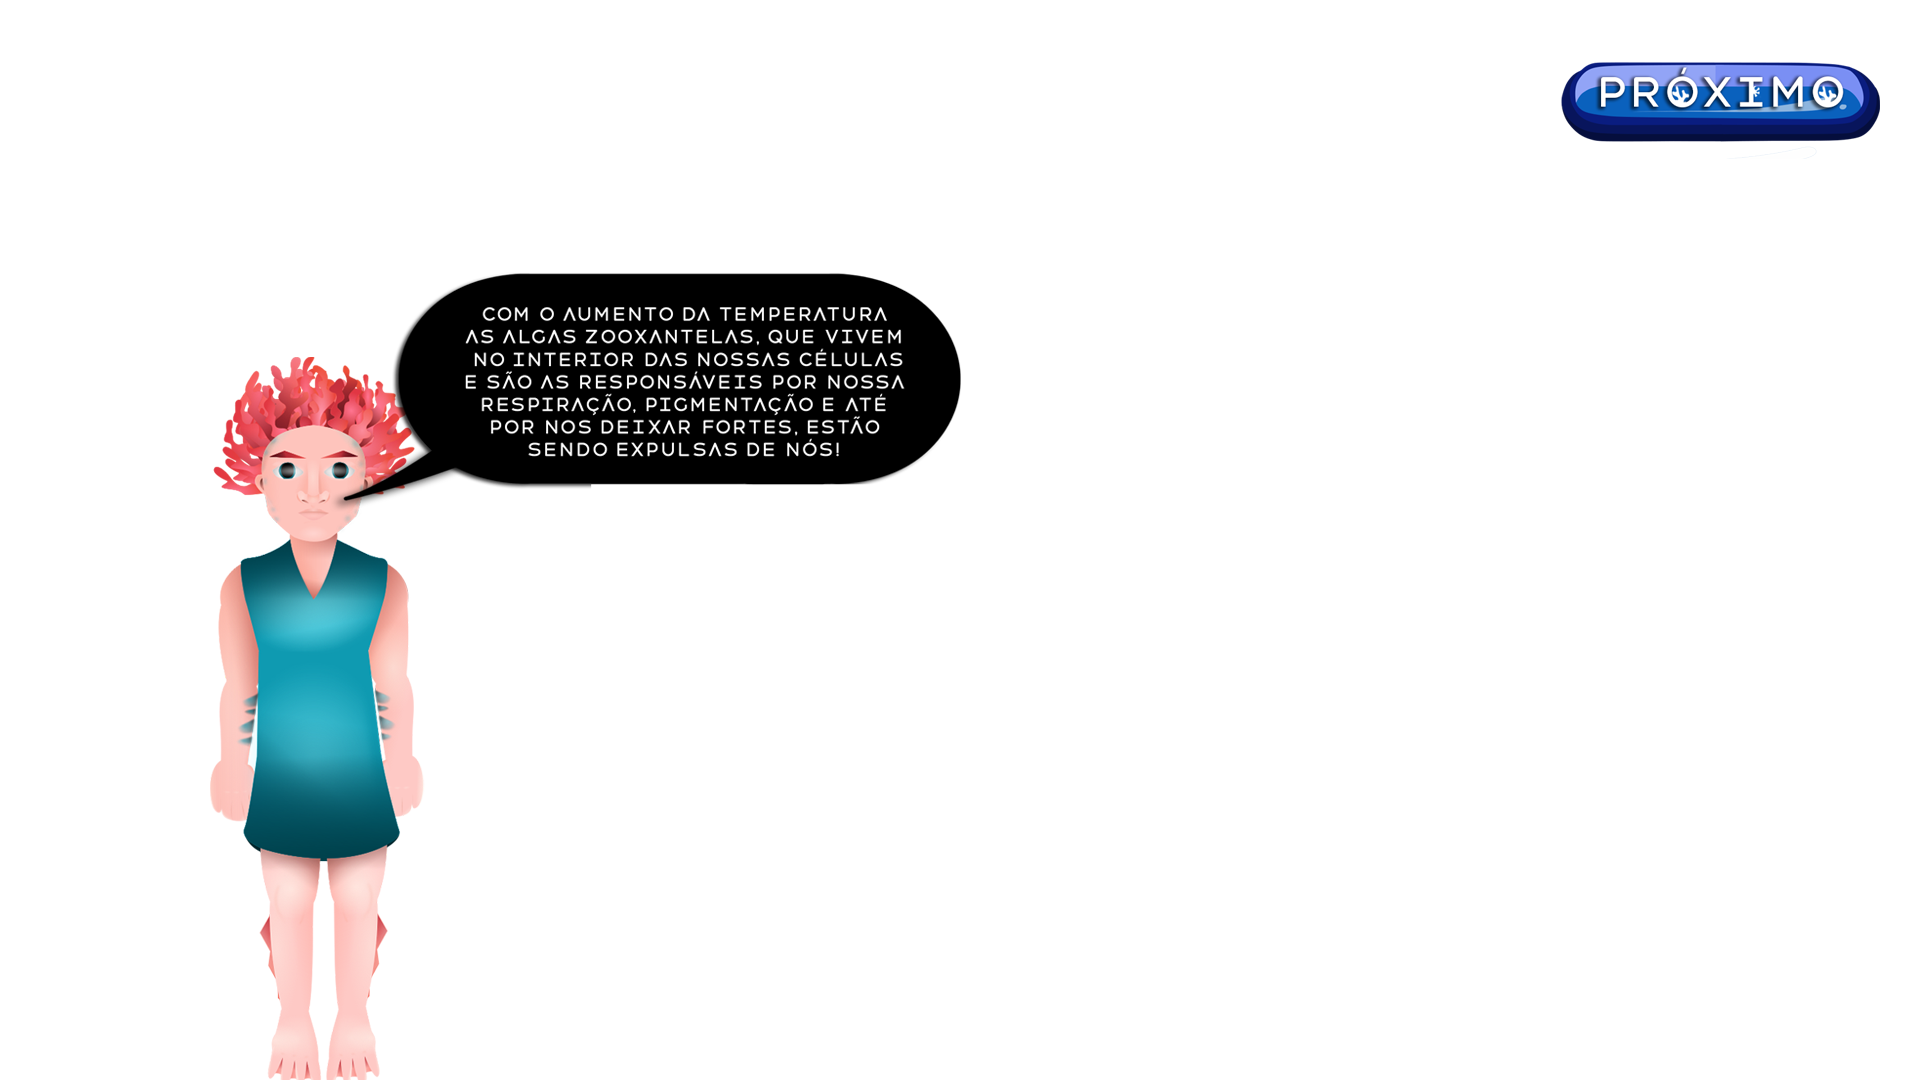 PRÓXIMO
COM O AUMENTO DA TEMPERATURA
AS ALGAS ZOOXANTELAS, QUE VIVEM
NO INTERIOR DAS NOSSAS CÉLULAS
E SÃO AS RESPONSÁVEIS POR NOSSA
RESPIRAÇÃO, PIGMENTAÇÃO E ATÉ
POR NOS DEIXAR FORTES, ESTÃO
SENDO EXPULSAS DE NÓS!